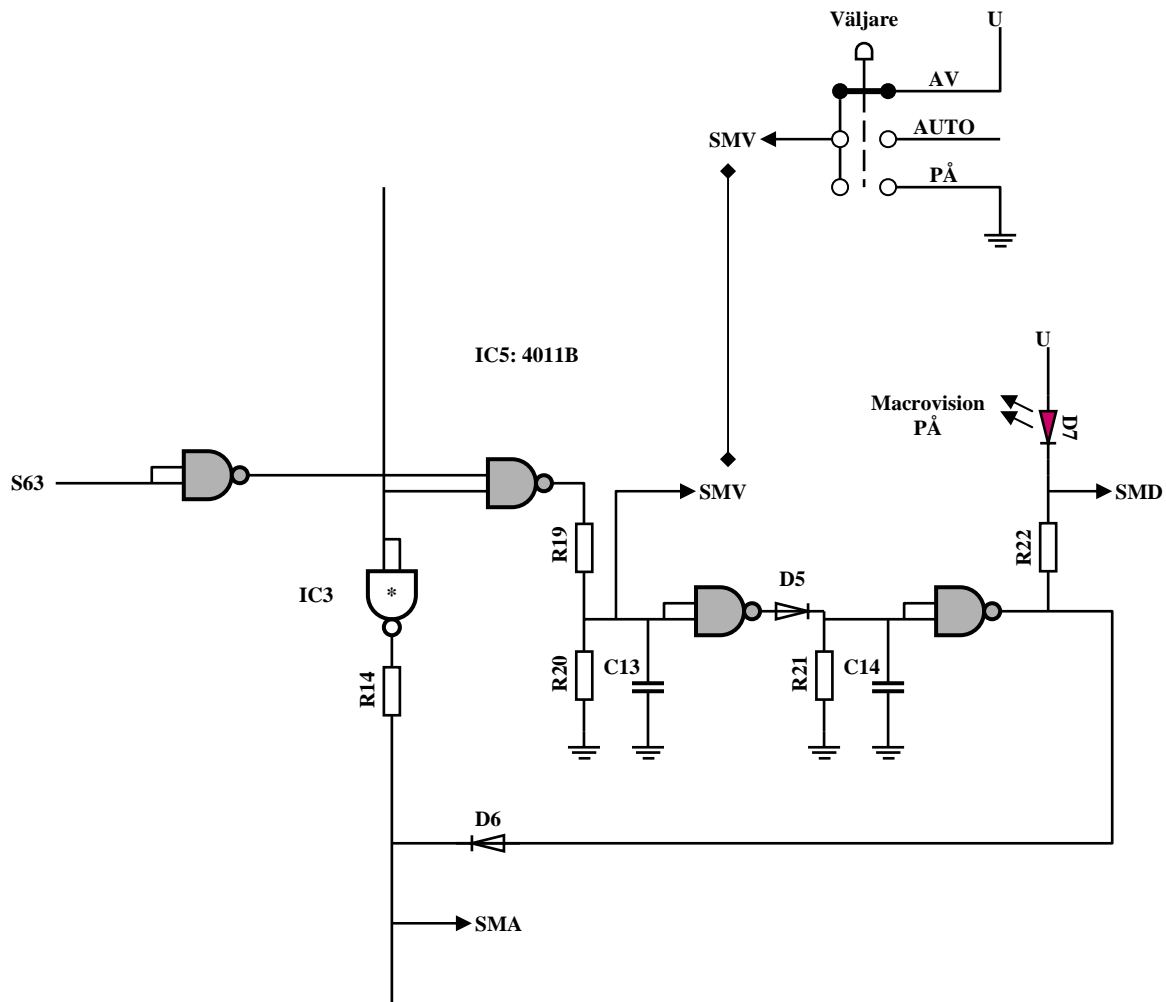 Väljare
U
AV
SMV
AUTO
PÅ
IC5: 4011B
U
Macrovision
PÅ
D7
S63
SMV
SMD
R19
R22
IC3
*
D5
R14
R20
C13
R21
C14
D6
SMA